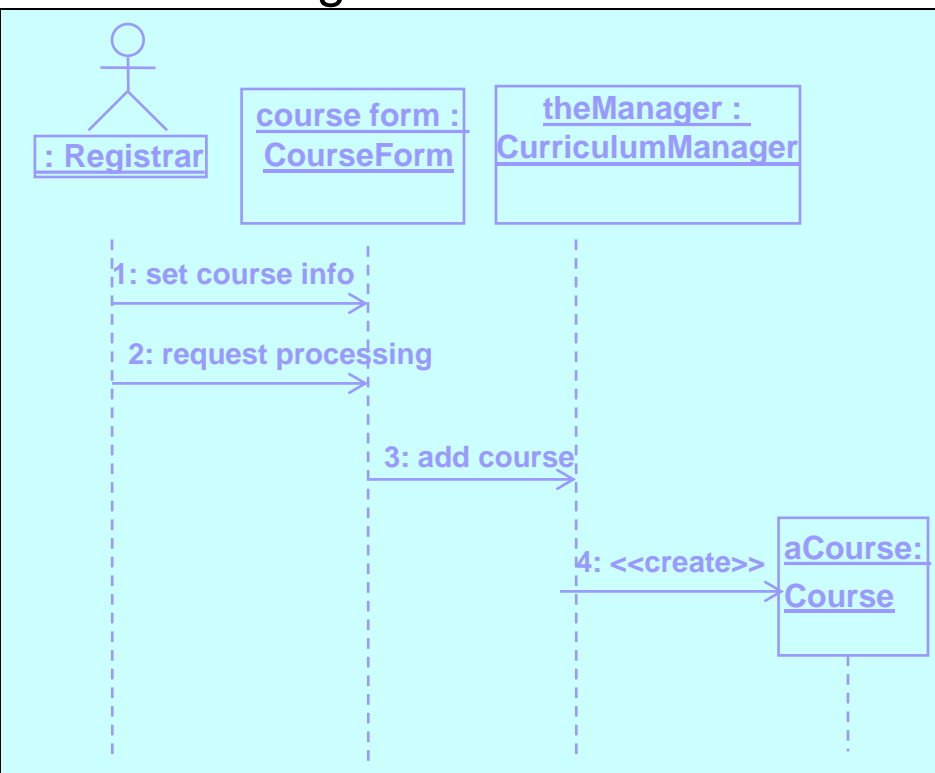 : Registrar
course form :
CourseForm
theManager :
CurriculumManager
1: set course info
2: request processing
3: add course
4: <<create>>
aCourse:
Course